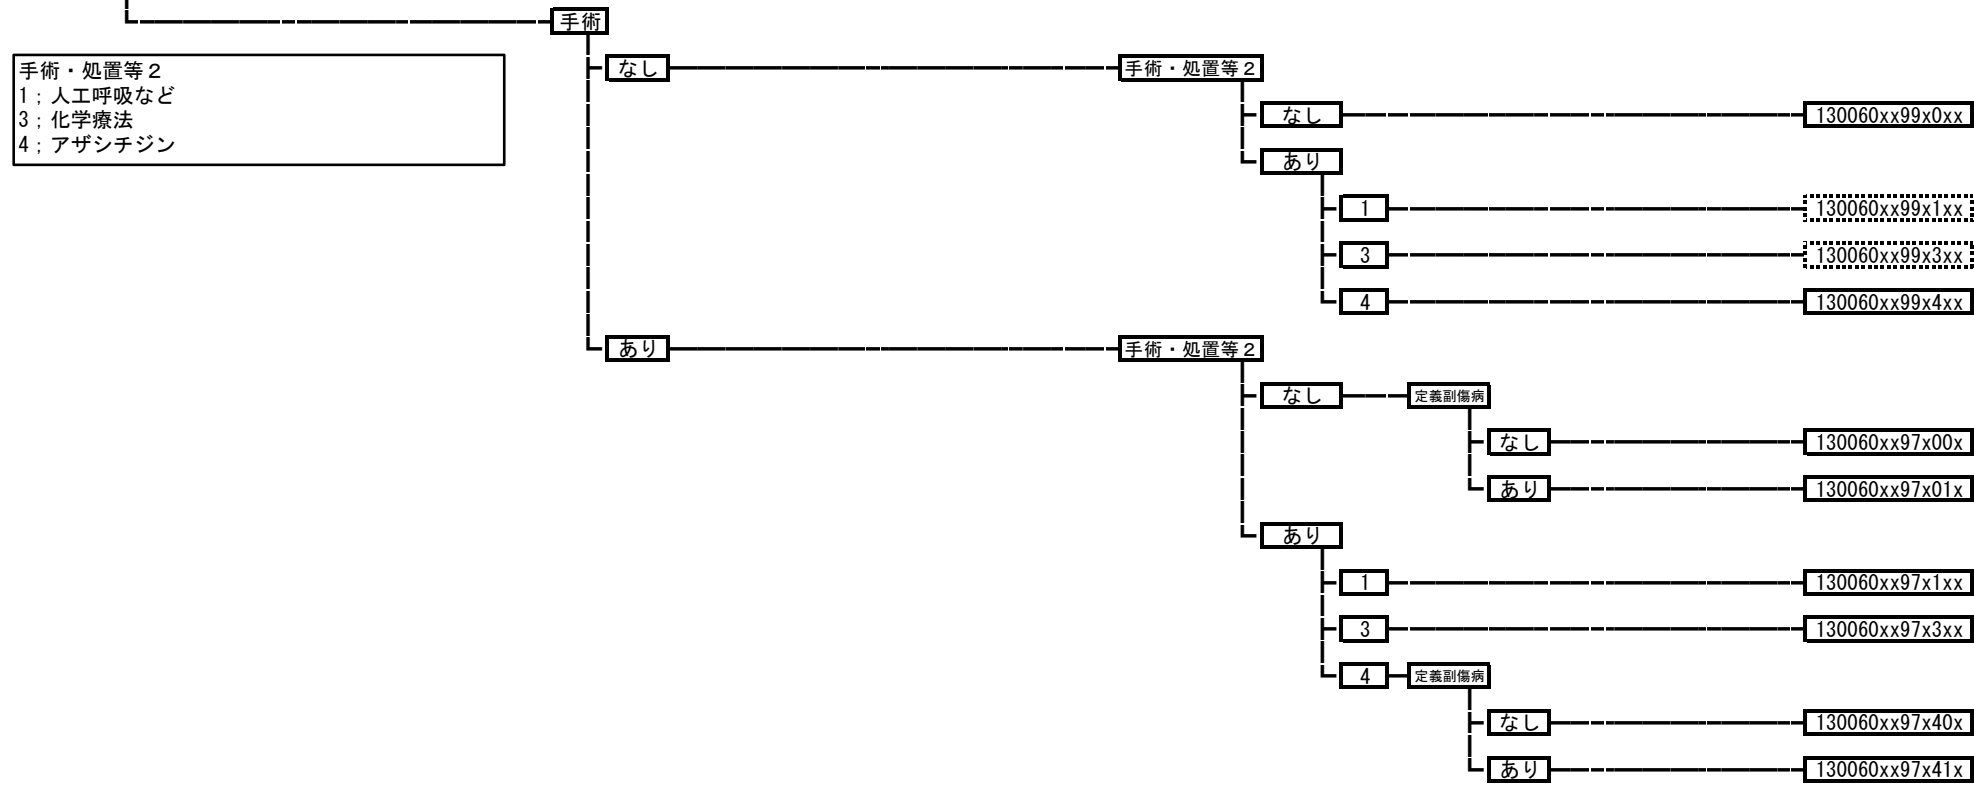 手術
手術・処置等２
1；人工呼吸など
3；化学療法
4；アザシチジン
なし
手術・処置等２
なし
130060xx99x0xx
あり
1
130060xx99x1xx
3
130060xx99x3xx
4
130060xx99x4xx
あり
手術・処置等２
なし
定義副傷病
なし
130060xx97x00x
あり
130060xx97x01x
あり
1
130060xx97x1xx
3
130060xx97x3xx
4
定義副傷病
なし
130060xx97x40x
あり
130060xx97x41x